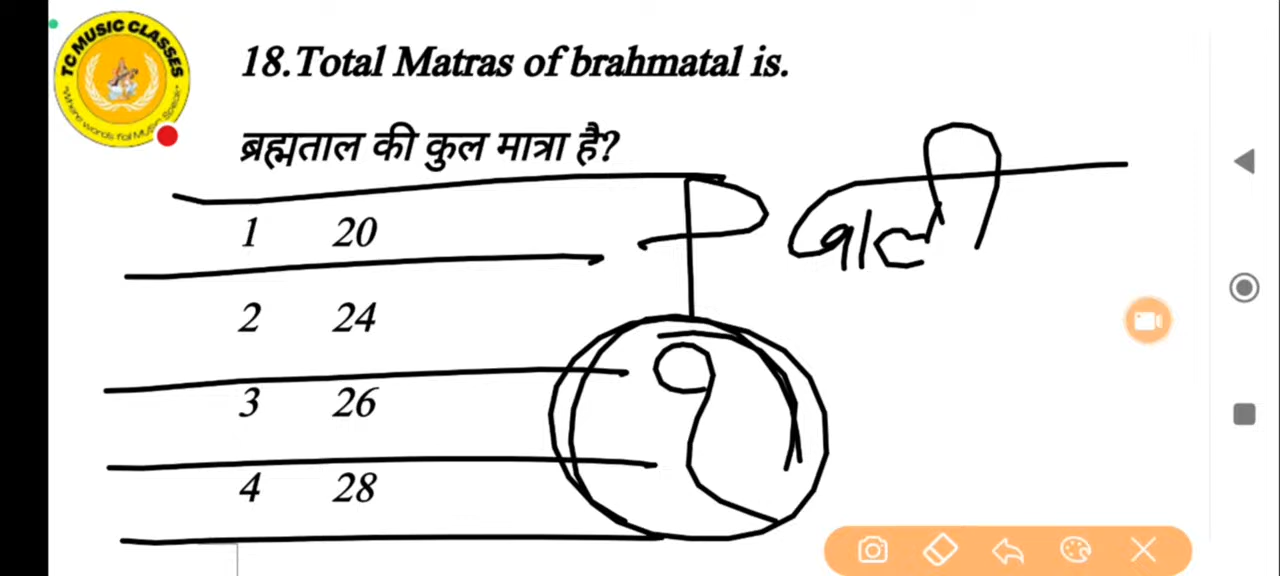 TC MUSIC CLASSES
18.Total Matras of brahmatal is.
ब्रह्मताल की कुल मात्रा है?
1 20
2 24
3 26
4 28